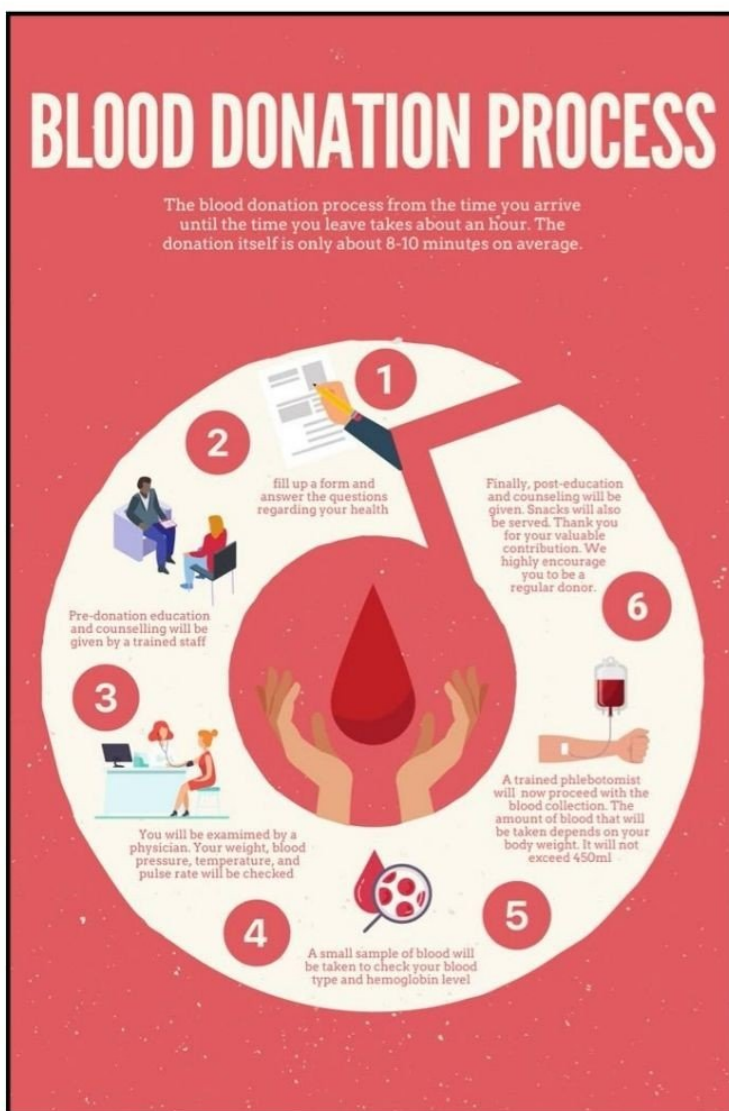 BLOOD DONATION PROCESS
The blood donation process from the time you arrive
until the time you leave takes about an hour. The
donation itself is only about 8-10 minutes on average.
1
fill up a form and
answer the questions
regarding your health
2
Pre-donation education
and counselling will be
given by a trained staff
3
You will be examimed by a
physician. Your weight, blood
pressure, temperature, and
pulse rate will be checked
4
A small sample of blood will
be taken to check your blood
type and hemoglobin level
5
A trained phlebotomist
will now proceed with the
blood collection. The
amount of blood that will
be taken depends on your
body weight. It will not
exceed 450ml
6
Finally, post-education
and counseling will be
given. Snacks will also
be served. Thank you
for your valuable
contribution. We
highly encourage
you to be a
regular donor.